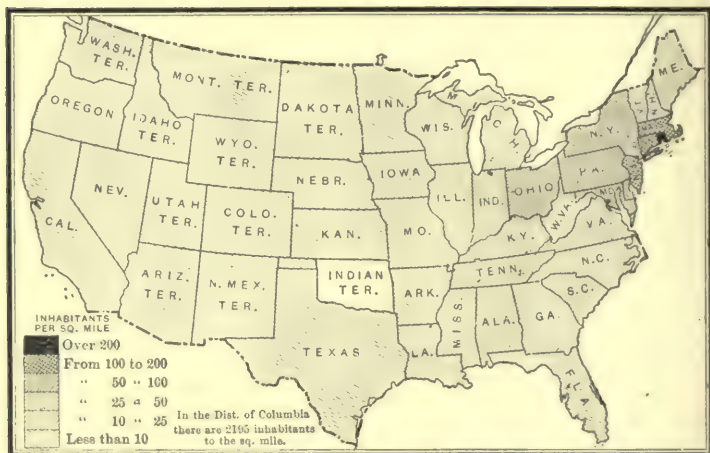 WASH. TER.
MONT. TER.
DAKOTA TER.
MINN.
ME.
OREGON
IDAHO TER.
WYO. TER.
WIS.
MICH.
N.Y.
VT.
N.H.
MASS.
NEBR.
IOWA
PA.
NEV.
UTAH TER.
COLO. TER.
ILL.
IND.
OHIO
MD.
CAL.
KAN.
MO.
KY.
W.VA.
VA.
ARIZ. TER.
N. MEX. TER.
INDIAN TER.
ARK.
TENN.
N.C.
S.C.
TEXAS
LA.
MISS.
ALA.
GA.
FLA.
INHABITANTS
PER SQ. MILE
Over 200
From 100 to 200
" 50 " 100
" 25 " 50
" 10 " 25
Less than 10
In the Dist. of Columbia
there are 2195 inhabitants
to the sq. mile.